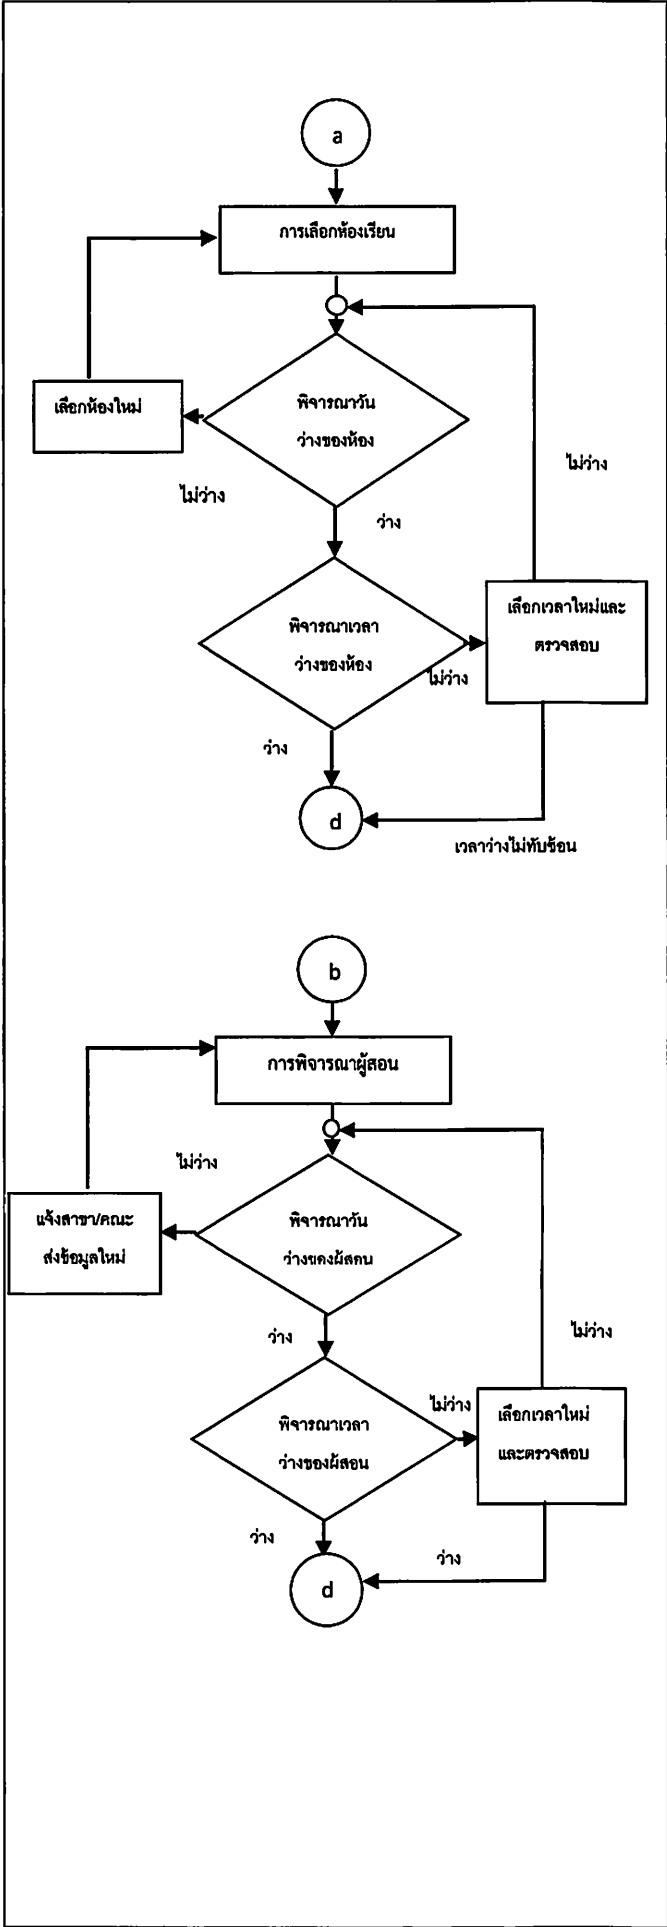 a
การเลือกห้องเรียน
เลือกห้องใหม่
พิจารณาวัน
ว่างของห้อง
ไม่ว่าง
ไม่ว่าง
ว่าง
พิจารณาเวลา
ว่างของห้อง
เลือกเวลาใหม่และ
ตรวจสอบ
ไม่ว่าง
ว่าง
d
เวลาว่างไม่ทับซ้อน
b
การพิจารณาผู้สอน
ไม่ว่าง
แจ้งสาขา/คณะ
ส่งข้อมูลใหม่
พิจารณาวัน
ว่างของผู้สอน
ว่าง
ไม่ว่าง
ไม่ว่าง
พิจารณาเวลา
ว่างของผู้สอน
เลือกเวลาใหม่
และตรวจสอบ
ว่าง
ว่าง
d